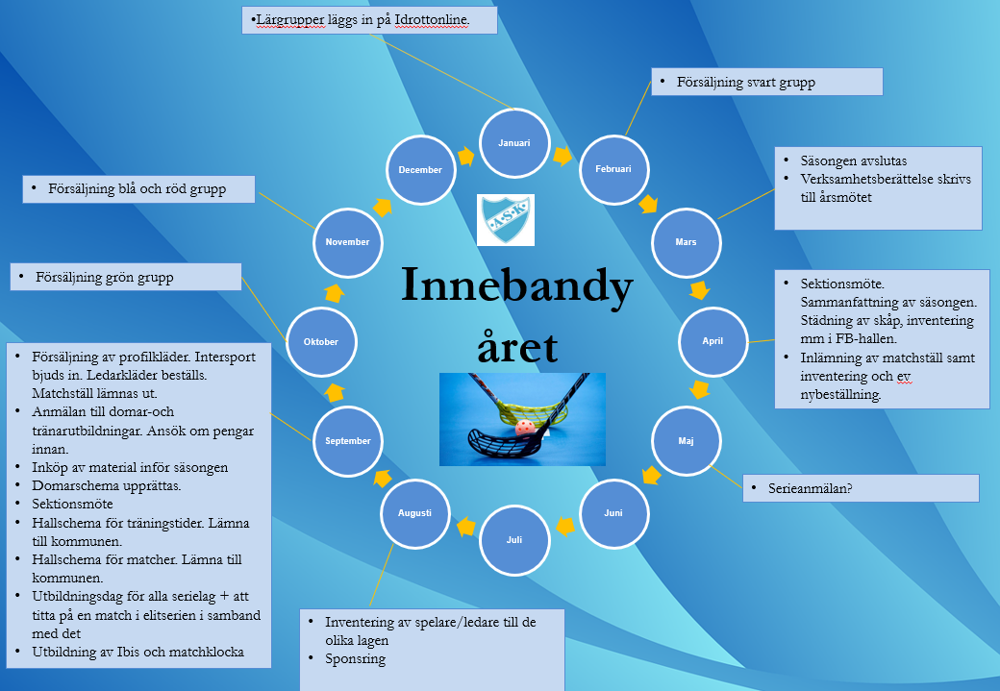 •Lärgrupper läggs in på Idrottonline.
• Försäljning svart grupp
• Säsongen avslutas
• Verksamhetsberättelse skrivs
till årsmötet
• Sektionsmöte.
Sammanfattning av säsongen.
Städning av skåp, inventering
mm i FB-hallen.
• Inlämning av matchställ samt
inventering och ev
nybeställning.
• Serieanmälan?
• Inventering av spelare/ledare till de
olika lagen
• Sponsring
• Försäljning av profilkläder. Intersport
bjuds in. Ledarkläder beställs.
Matchställ lämnas ut.
• Anmälan till domar-och
tränarutbildningar. Ansök om pengar
innan.
• Inköp av material inför säsongen
• Domarschema upprättas.
• Sektionsmöte
• Hallschema för träningstider. Lämna
till kommunen.
• Hallschema för matcher. Lämna till
kommunen.
• Utbildningsdag för alla serielag + att
titta på en match i elitserien i samband
med det
• Utbildning av Ibis och matchklocka
• Försäljning grön grupp
• Försäljning blå och röd grupp
Januari
Februari
Mars
April
Maj
Juni
Juli
Augusti
September
Oktober
November
December
A.S.K
Innebandy
året